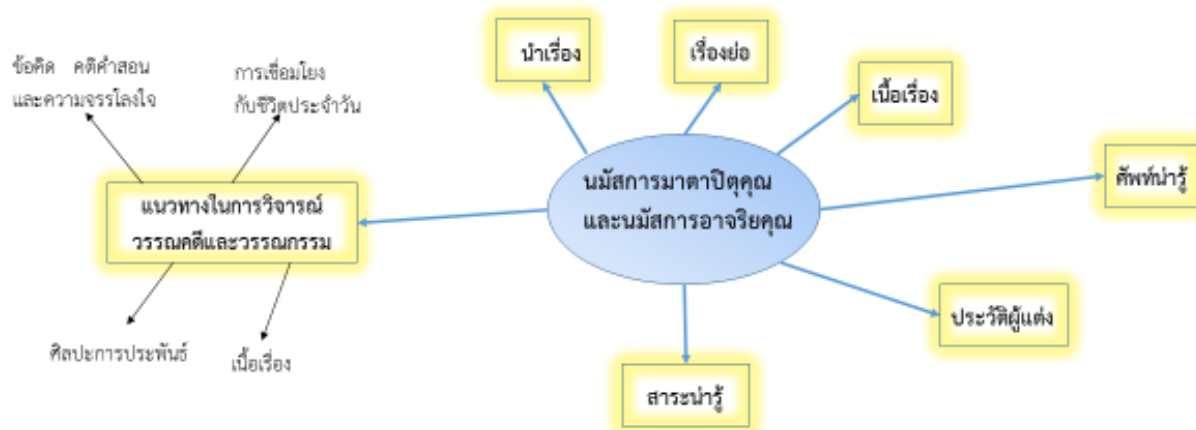 นำเรื่อง
เรื่องย่อ
เนื้อเรื่อง
ศัพท์น่ารู้
ประวัติผู้แต่ง
สาระน่ารู้
นมัสการมาตาปิตุคุณ
และนมัสการอาจริยคุณ
แนวทางในการวิจารณ์
วรรณคดีและวรรณกรรม
ข้อคิด คติคำสอน
และความจรรโลงใจ
การเชื่อมโยง
กับชีวิตประจำวัน
ศิลปะการประพันธ์
เนื้อเรื่อง